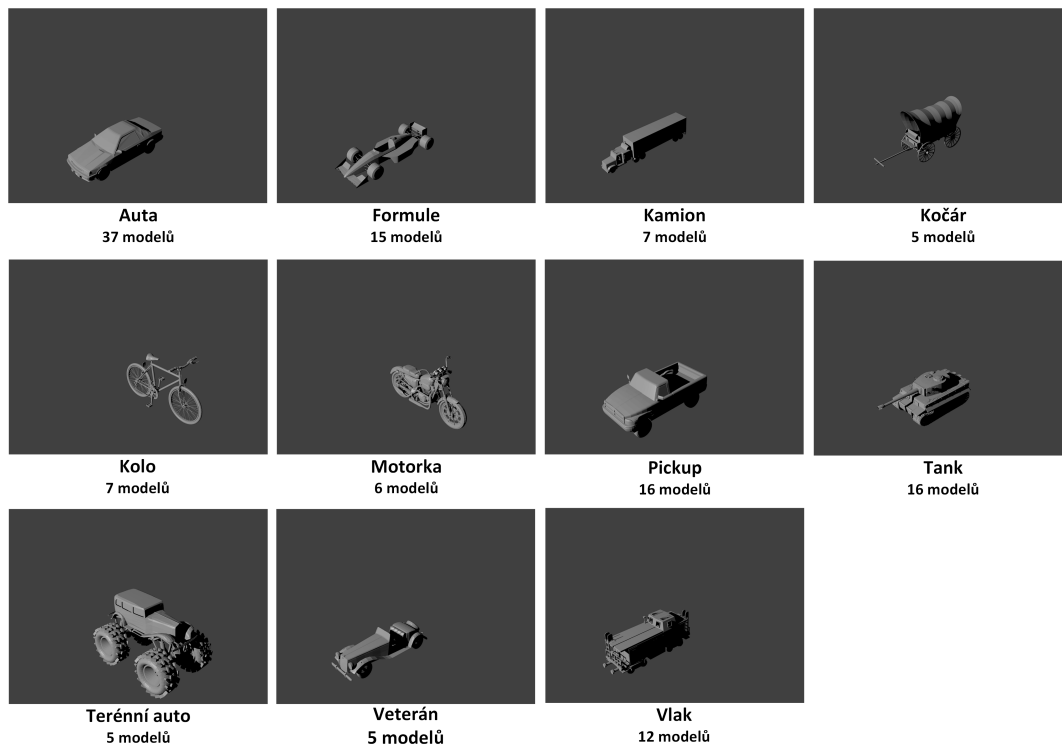 Auta
37 modelů
Formule
15 modelů
Kamion
7 modelů
Kočár
5 modelů
Kolo
7 modelů
Motorka
6 modelů
Pickup
16 modelů
Tank
16 modelů
Terénní auto
5 modelů
Veterán
5 modelů
Vlak
12 modelů